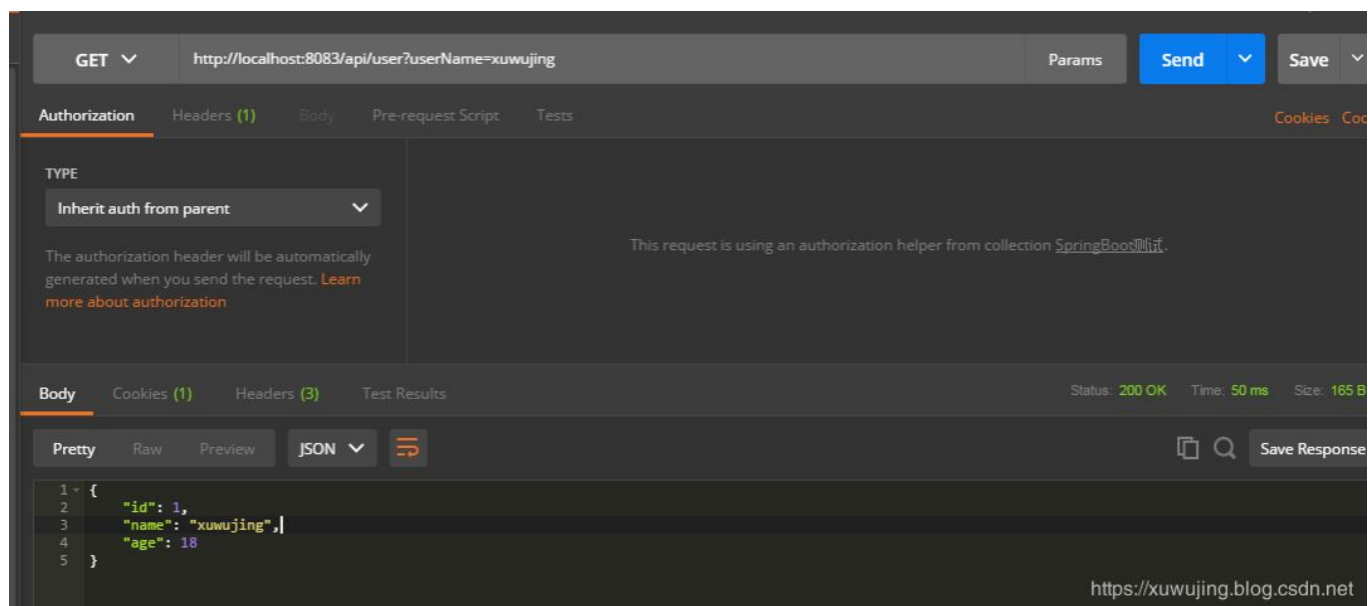 GET http://localhost:8083/api/user?userName=xuwujing Params Send Save
Authorization Headers (1) Body Pre-request Script Tests Cookies
TYPE
Inherit auth from parent
The authorization header will be automatically
generated when you send the request. Learn
more about authorization
This request is using an authorization helper from collection SpringBoot测试.
Body Cookies (1) Headers (3) Test Results Status: 200 OK Time: 50 ms Size: 165 B
Pretty Raw Preview JSON Save Response
1 {
2 "id": 1,
3 "name": "xuwujing",
4 "age": 18
5 }
https://xuwujing.blog.csdn.net